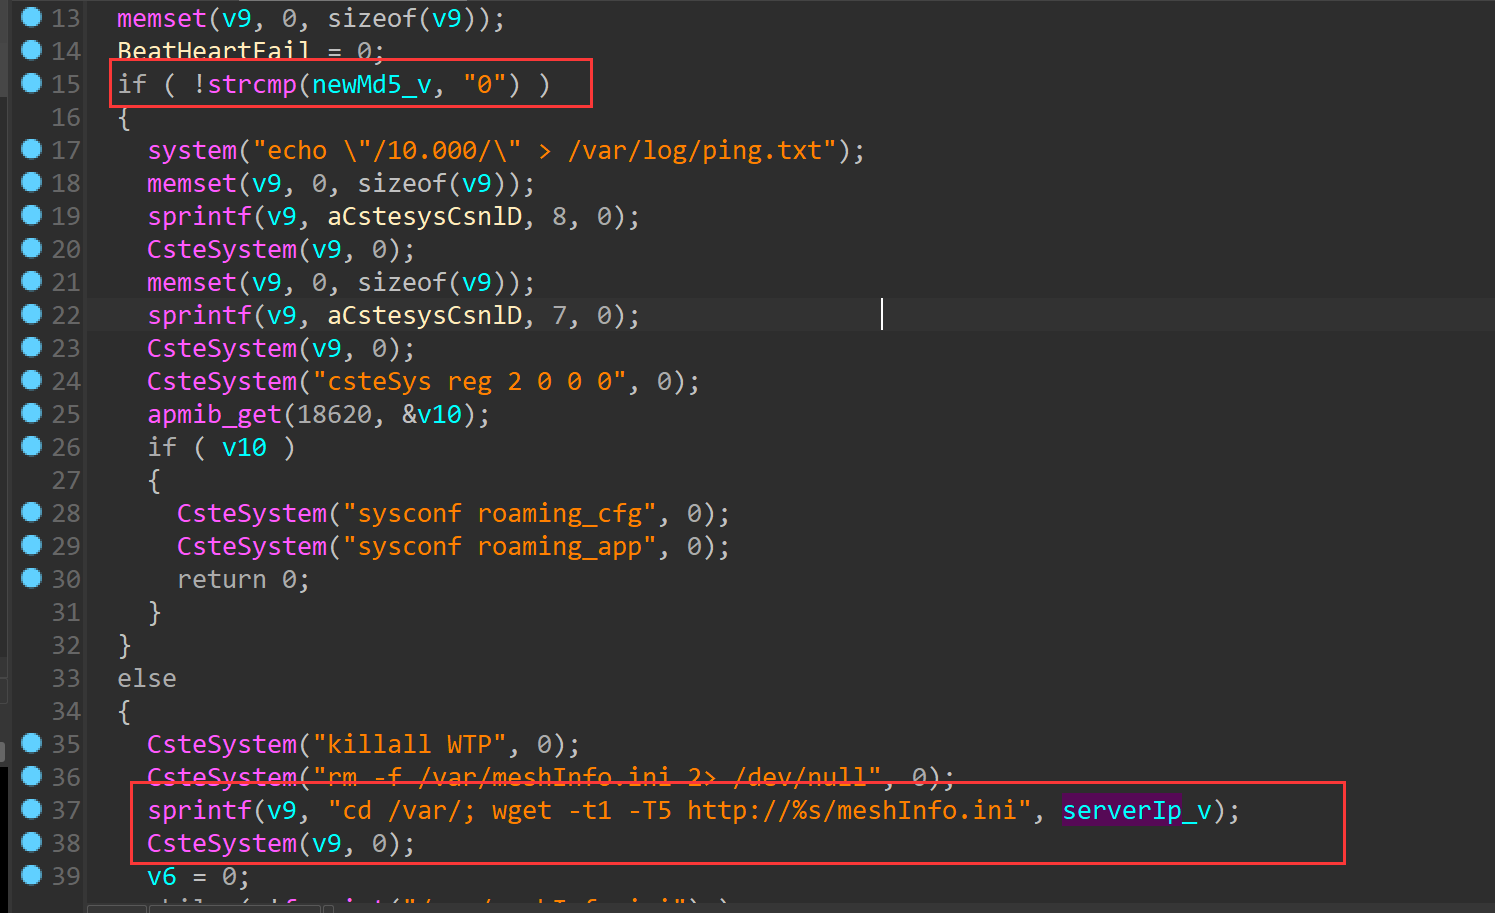 13 memset(v9, 0, sizeof(v9));
14 BeatHeartFail = 0;
15 if ( !strcmp(newMd5_v, "0") )
16 {
17 system("echo \"/10.000/\" > /var/log/ping.txt");
18 memset(v9, 0, sizeof(v9));
19 sprintf(v9, aCstesysCsnlD, 8, 0);
20 CsteSystem(v9, 0);
21 memset(v9, 0, sizeof(v9));
22 sprintf(v9, aCstesysCsnlD, 7, 0);
23 CsteSystem(v9, 0);
24 CsteSystem("csteSys reg 2 0 0 0", 0);
25 apmib_get(18620, &v10);
26 if ( v10 )
27 {
28 CsteSystem("sysconf roaming_cfg", 0);
29 CsteSystem("sysconf roaming_app", 0);
30 return 0;
31 }
32 }
33 else
34 {
35 CsteSystem("killall WTP", 0);
36 CsteSystem("rm -f /var/meshInfo.ini 2> /dev/null", 0);
37 sprintf(v9, "cd /var/; wget -t1 -T5 http://%s/meshInfo.ini", serverIp_v);
38 CsteSystem(v9, 0);
39 v6 = 0;